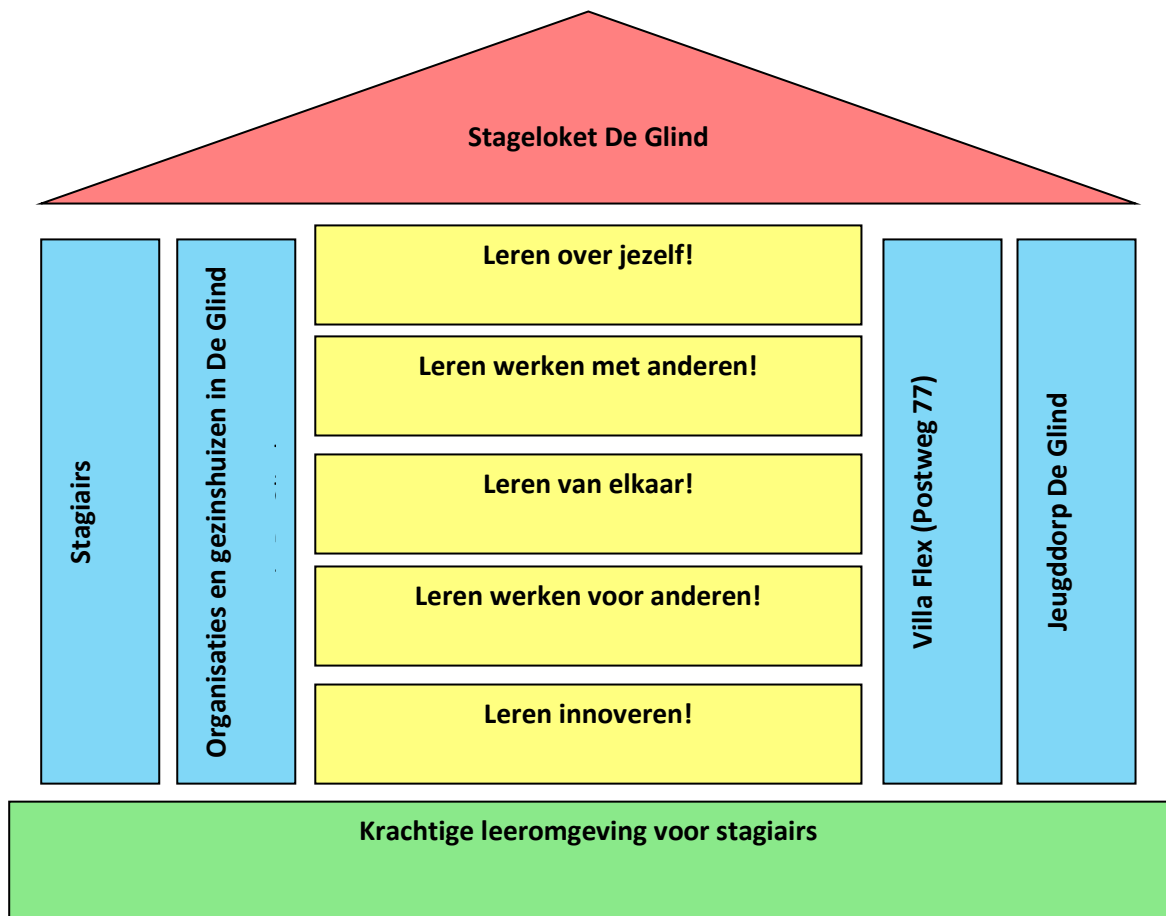 Stageloket De Glind
Stagiairs
Organisaties en gezinshuizen in De Glind
Leren over jezelf!
Leren werken met anderen!
Leren van elkaar!
Leren werken voor anderen!
Leren innoveren!
Villa Flex (Postweg 77)
Jeugddorp De Glind
Krachtige leeromgeving voor stagiairs